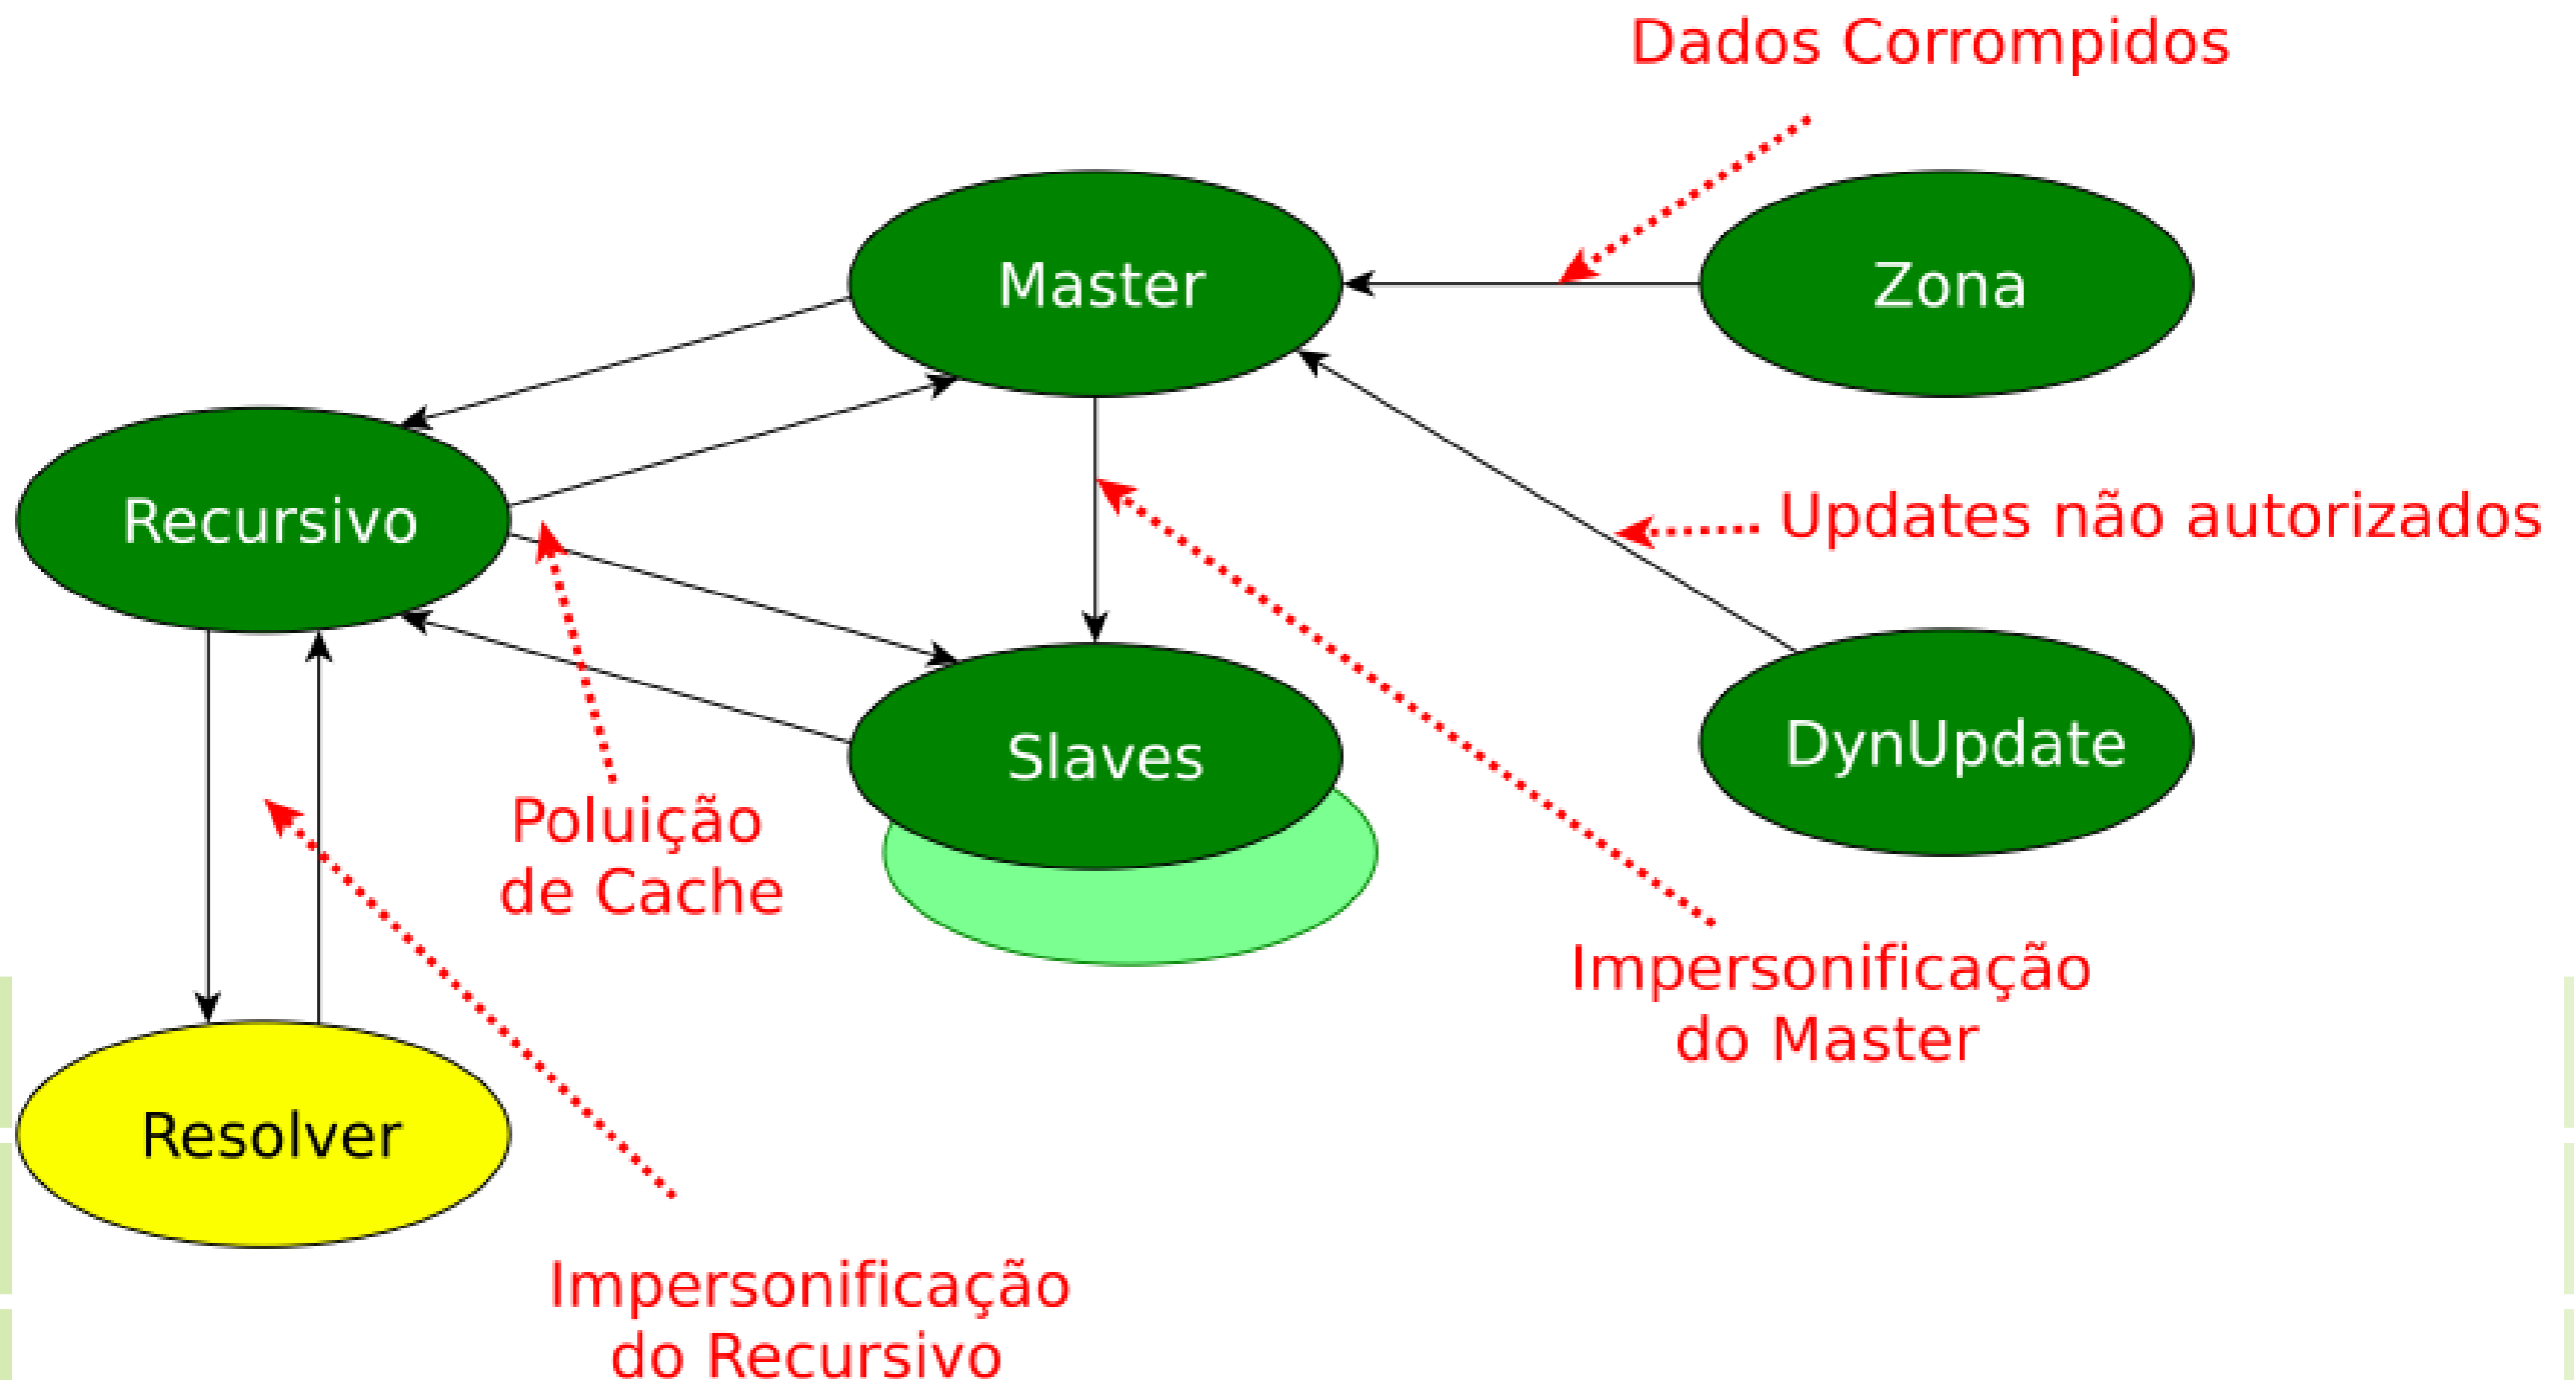 Dados Corrompidos
Master
Zona
Recursivo
Updates não autorizados
Slaves
DynUpdate
Poluição
de Cache
Impersonificação
do Master
Resolver
Impersonificação
do Recursivo